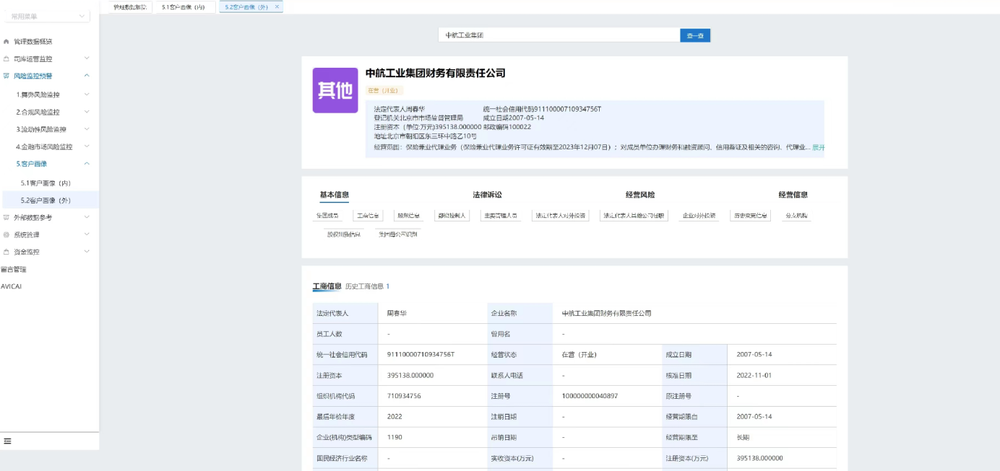 管理数据概览
5.1客户画像（内）
5.2客户画像（外）
×
常用菜单
中航工业集团
查一查
管理数据概览
司库运营监控
风险监控预警
1.舞弊风险监控
2.合规风险监控
3.流动性风险监控
4.金融市场风险监控
5.客户画像
5.1客户画像（内）
5.2客户画像（外）
外部数据参考
系统管理
资金监控
留言管理
AVICAI
其他
中航工业集团财务有限责任公司
在营（开业）
法定代表人周春华 统一社会信用代码91110000710934756T
登记机关北京市市场监督管理局 成立日期2007-05-14
注册资本（单位:万元)395138.000000 邮政编码100022
地址北京市朝阳区东三环中路乙10号
经营范围：保险兼业代理业务（保险兼业代理业务许可证有效期至2023年12月07日）；对成员单位办理财务和融资顾问、信用鉴证及相关的咨询、代理业... 展开
基本信息 法律诉讼 经营风险 经营信息
集团成员 工商信息 股东信息 疑似控制人 主要管理人员 法定代表人对外投资 法定代表人其他公司任职 企业对外投资 历史变更信息 分支机构
股权出质信息 集团母公司识别
工商信息 历史工商信息 1
法定代表人 周春华 企业名称 中航工业集团财务有限责任公司
员工人数 - 曾用名 -
统一社会信用代码 91110000710934756T 经营状态 在营（开业） 成立日期 2007-05-14
注册资本 395138.000000 联系人电话 - 核准日期 2022-11-01
组织机构代码 710934756 注册号 100000000040897 原注册号 -
最后年检年度 2022 注销日期 - 经营期限自 2007-05-14
企业(机构)类型编码 1190 吊销日期 - 经营期限至 长期
国民经济行业名称 - 实收资本(万元) - 注册资本(万元) 395138.000000